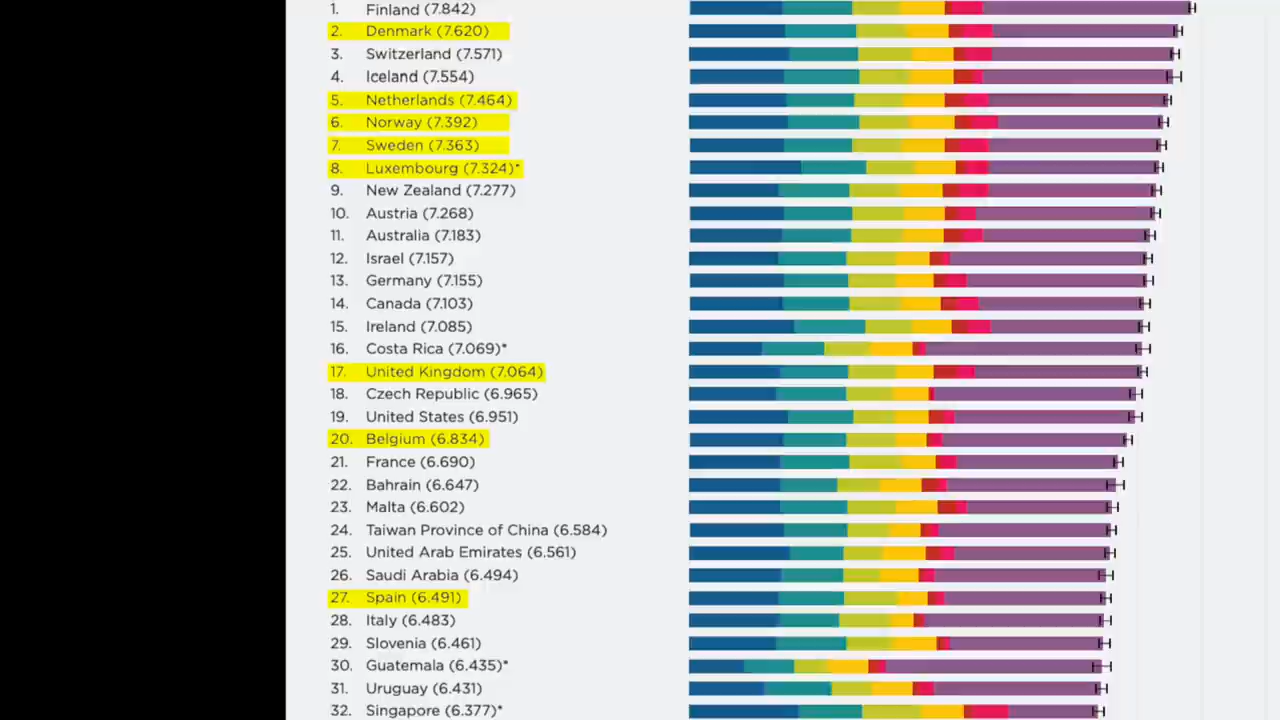 1. Finland (7.842)
2. Denmark (7.620)
3. Switzerland (7.571)
4. Iceland (7.554)
5. Netherlands (7.464)
6. Norway (7.392)
7. Sweden (7.363)
8. Luxembourg (7.324)*
9. New Zealand (7.277)
10. Austria (7.268)
11. Australia (7.183)
12. Israel (7.157)
13. Germany (7.155)
14. Canada (7.103)
15. Ireland (7.085)
16. Costa Rica (7.069)*
17. United Kingdom (7.064)
18. Czech Republic (6.965)
19. United States (6.951)
20. Belgium (6.834)
21. France (6.690)
22. Bahrain (6.647)
23. Malta (6.602)
24. Taiwan Province of China (6.584)
25. United Arab Emirates (6.561)
26. Saudi Arabia (6.494)
27. Spain (6.491)
28. Italy (6.483)
29. Slovenia (6.461)
30. Guatemala (6.435)*
31. Uruguay (6.431)
32. Singapore (6.377)*